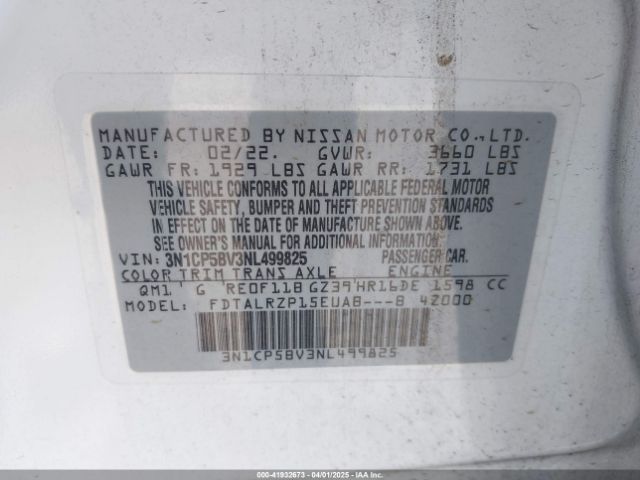 MANUFACTURED BY NISSAN MOTOR CO., LTD.
DATE: 02/22. GVWR: 3660 LBS
GAWR FR: 1929 LBS GAWR RR: 1731 LBS
THIS VEHICLE CONFORMS TO ALL APPLICABLE FEDERAL MOTOR
VEHICLE SAFETY, BUMPER AND THEFT PREVENTION STANDARDS
IN EFFECT ON THE DATE OF MANUFACTURE SHOWN ABOVE.
SEE OWNER'S MANUAL FOR ADDITIONAL INFORMATION.
VIN: 3N1CP5BV3NL499825 PASSENGER CAR.
COLOR TRIM TRANS AXLE ENGINE
QM1 G RE0F11B GZ39 HR16DE 1598 CC
MODEL: FDTALRZP15EUAB---B 42000
3N1CP5BV3NL499825
000-41932673 - 04/01/2025 - IAAI.COM